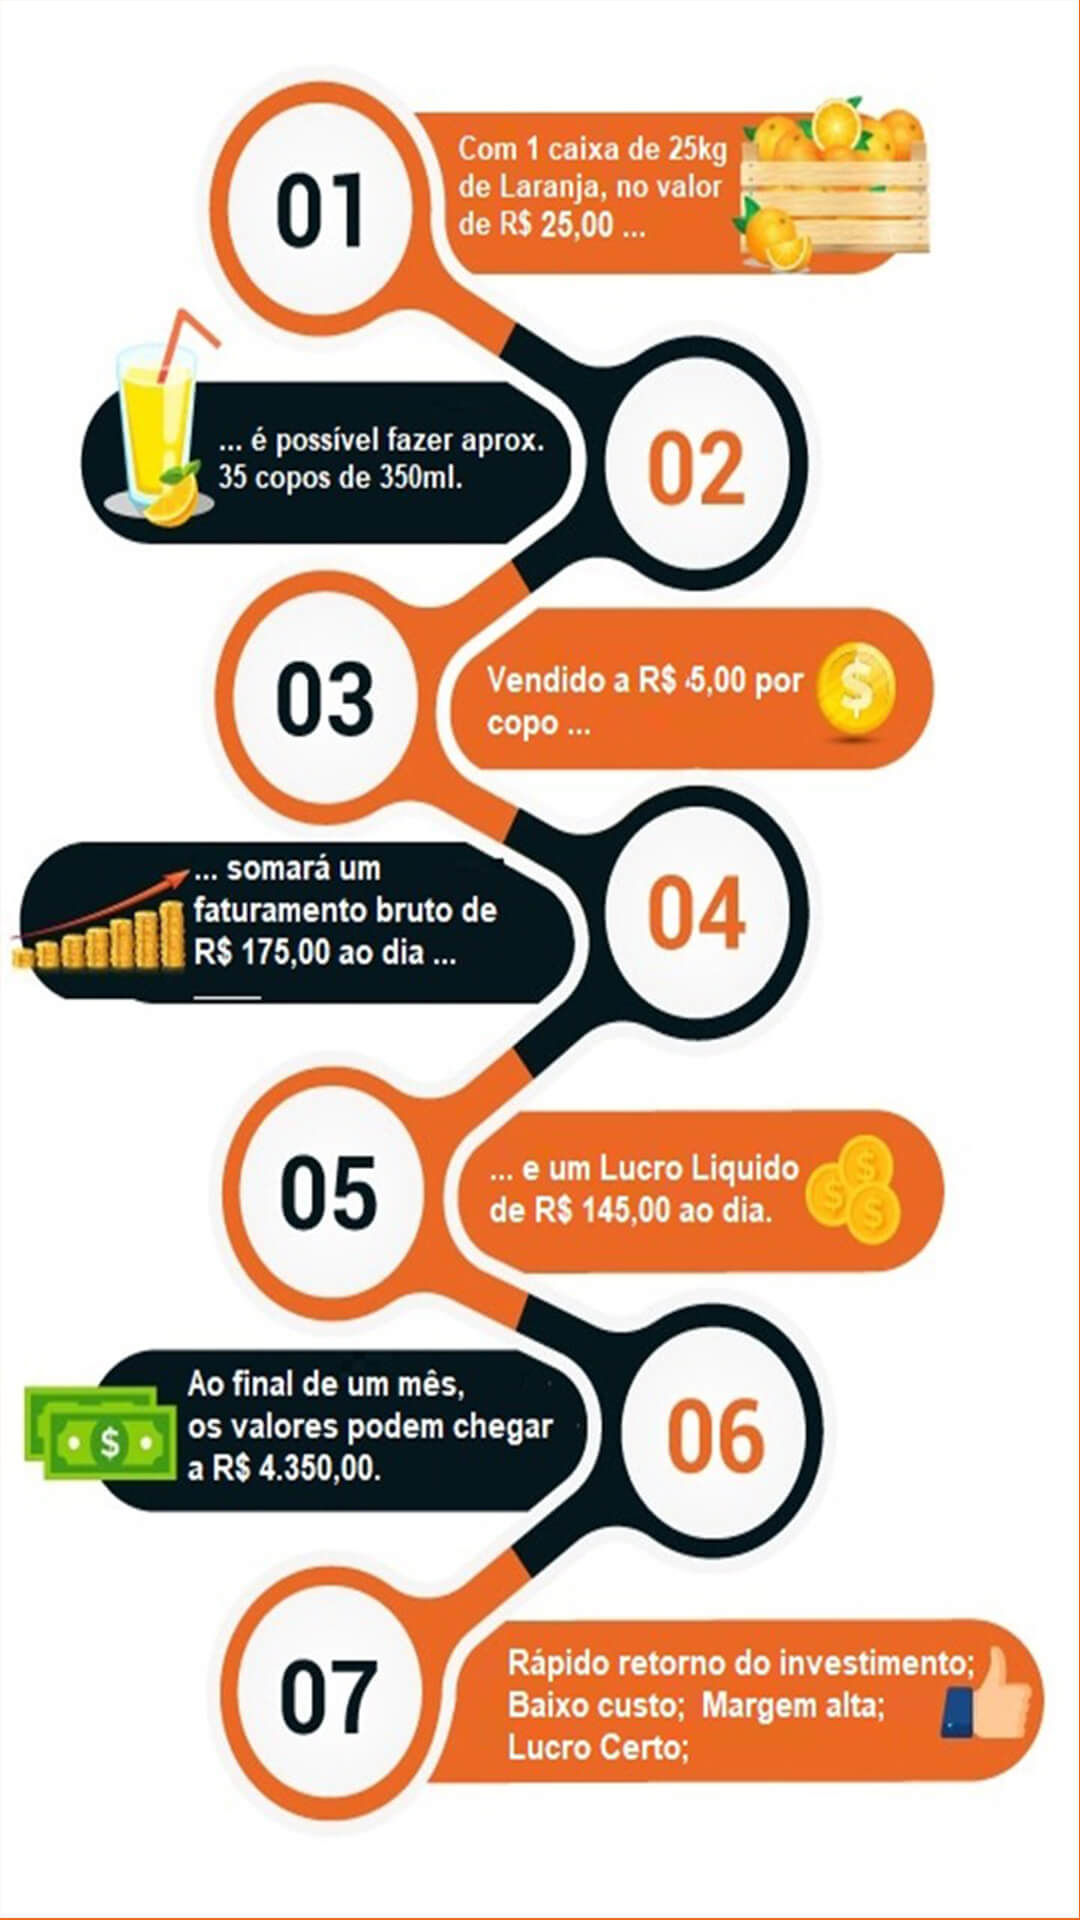 01
Com 1 caixa de 25kg
de Laranja, no valor
de R$ 25,00 ...
... é possível fazer aprox.
35 copos de 350ml.
02
03
Vendido a R$ 5,00 por
copo ...
... somará um
faturamento bruto de
R$ 175,00 ao dia ...
04
05
... e um Lucro Liquido
de R$ 145,00 ao dia.
Ao final de um mês,
os valores podem chegar
a R$ 4.350,00.
06
07
Rápido retorno do investimento;
Baixo custo; Margem alta;
Lucro Certo;